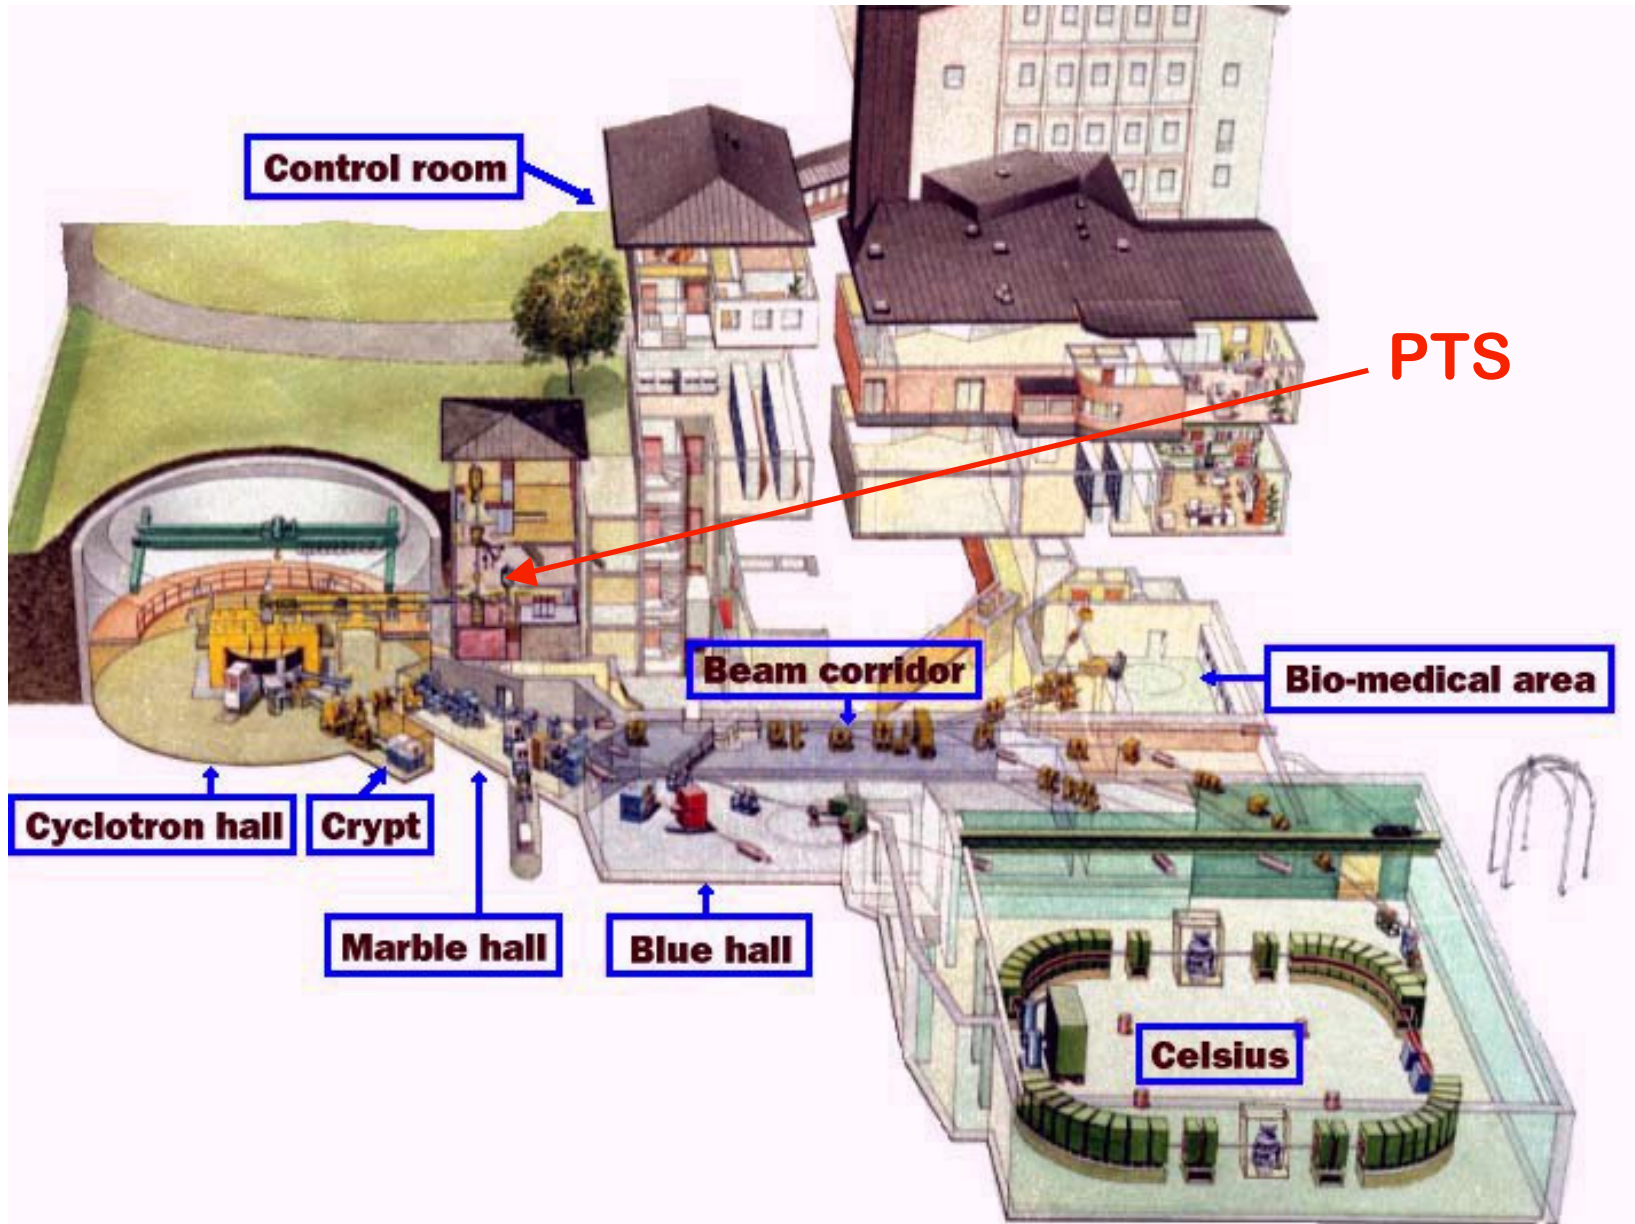 Control room
PTS
Beam corridor
Bio-medical area
Cyclotron hall
Crypt
Marble hall
Blue hall
Celsius